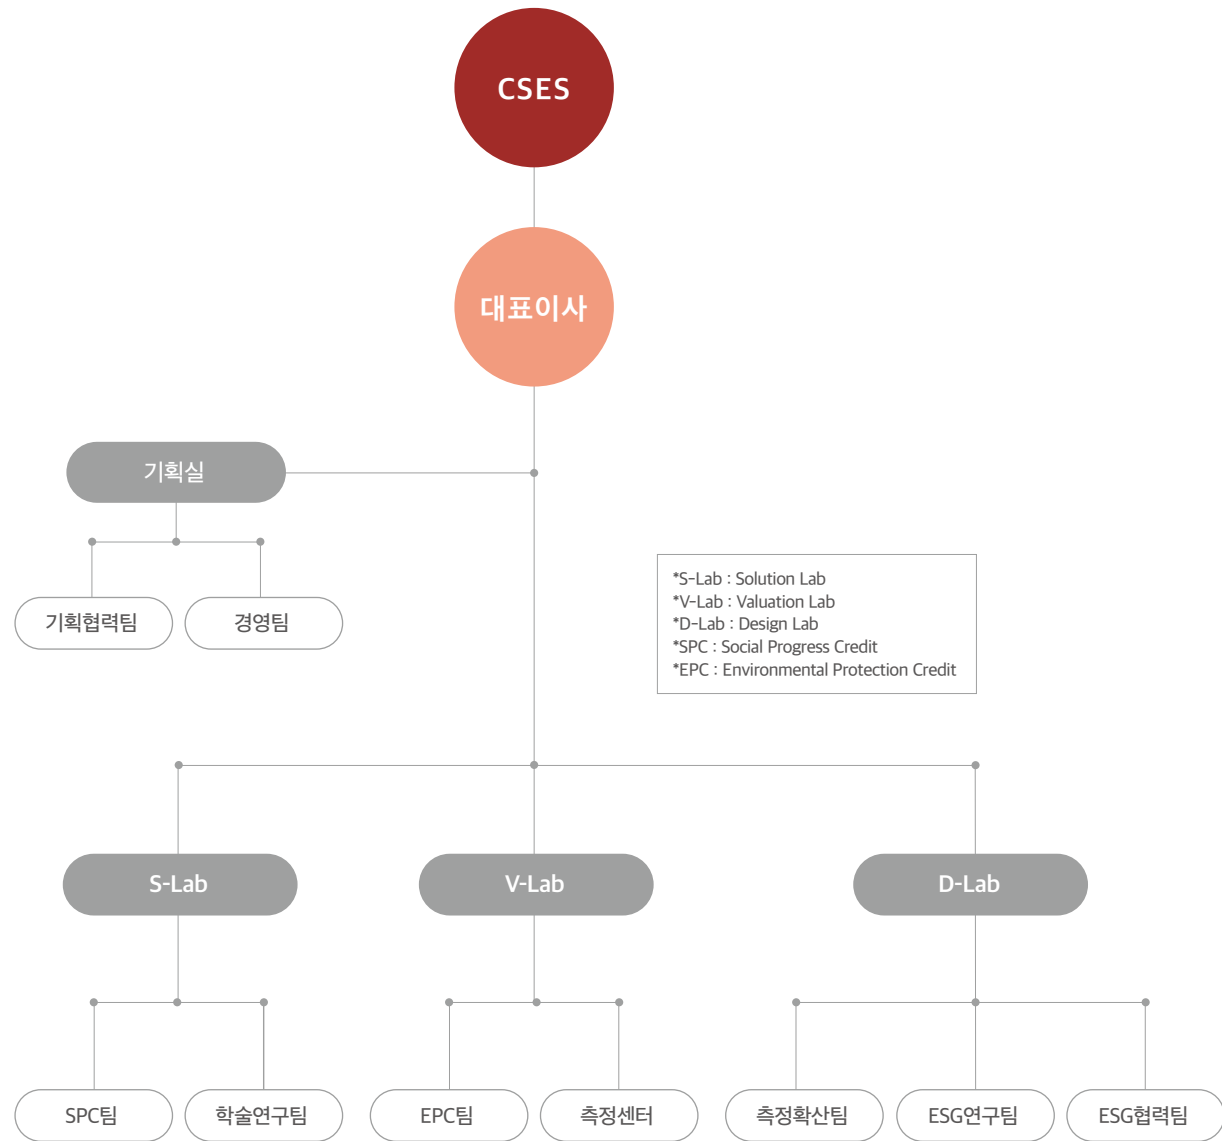 CSES
대표이사
기획실
기획협력팀
경영팀
*S-Lab : Solution Lab
*V-Lab : Valuation Lab
*D-Lab : Design Lab
*SPC : Social Progress Credit
*EPC : Environmental Protection Credit
S-Lab
V-Lab
D-Lab
SPC팀
학술연구팀
EPC팀
측정센터
측정확산팀
ESG연구팀
ESG협력팀